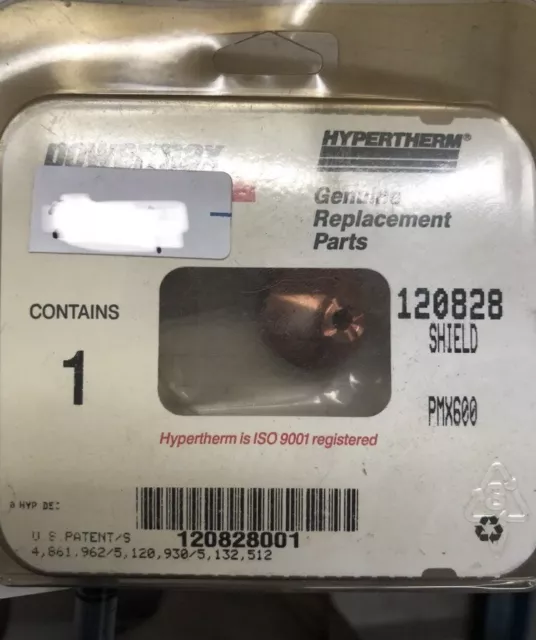 POWERMAX
HYPERTHERM®
Genuine
Replacement
Parts
CONTAINS
1
120828
SHIELD
PMX600
Hypertherm is ISO 9001 registered
120828001
U S.PATENT/S
4,861,962/5,120,930/5,132,512